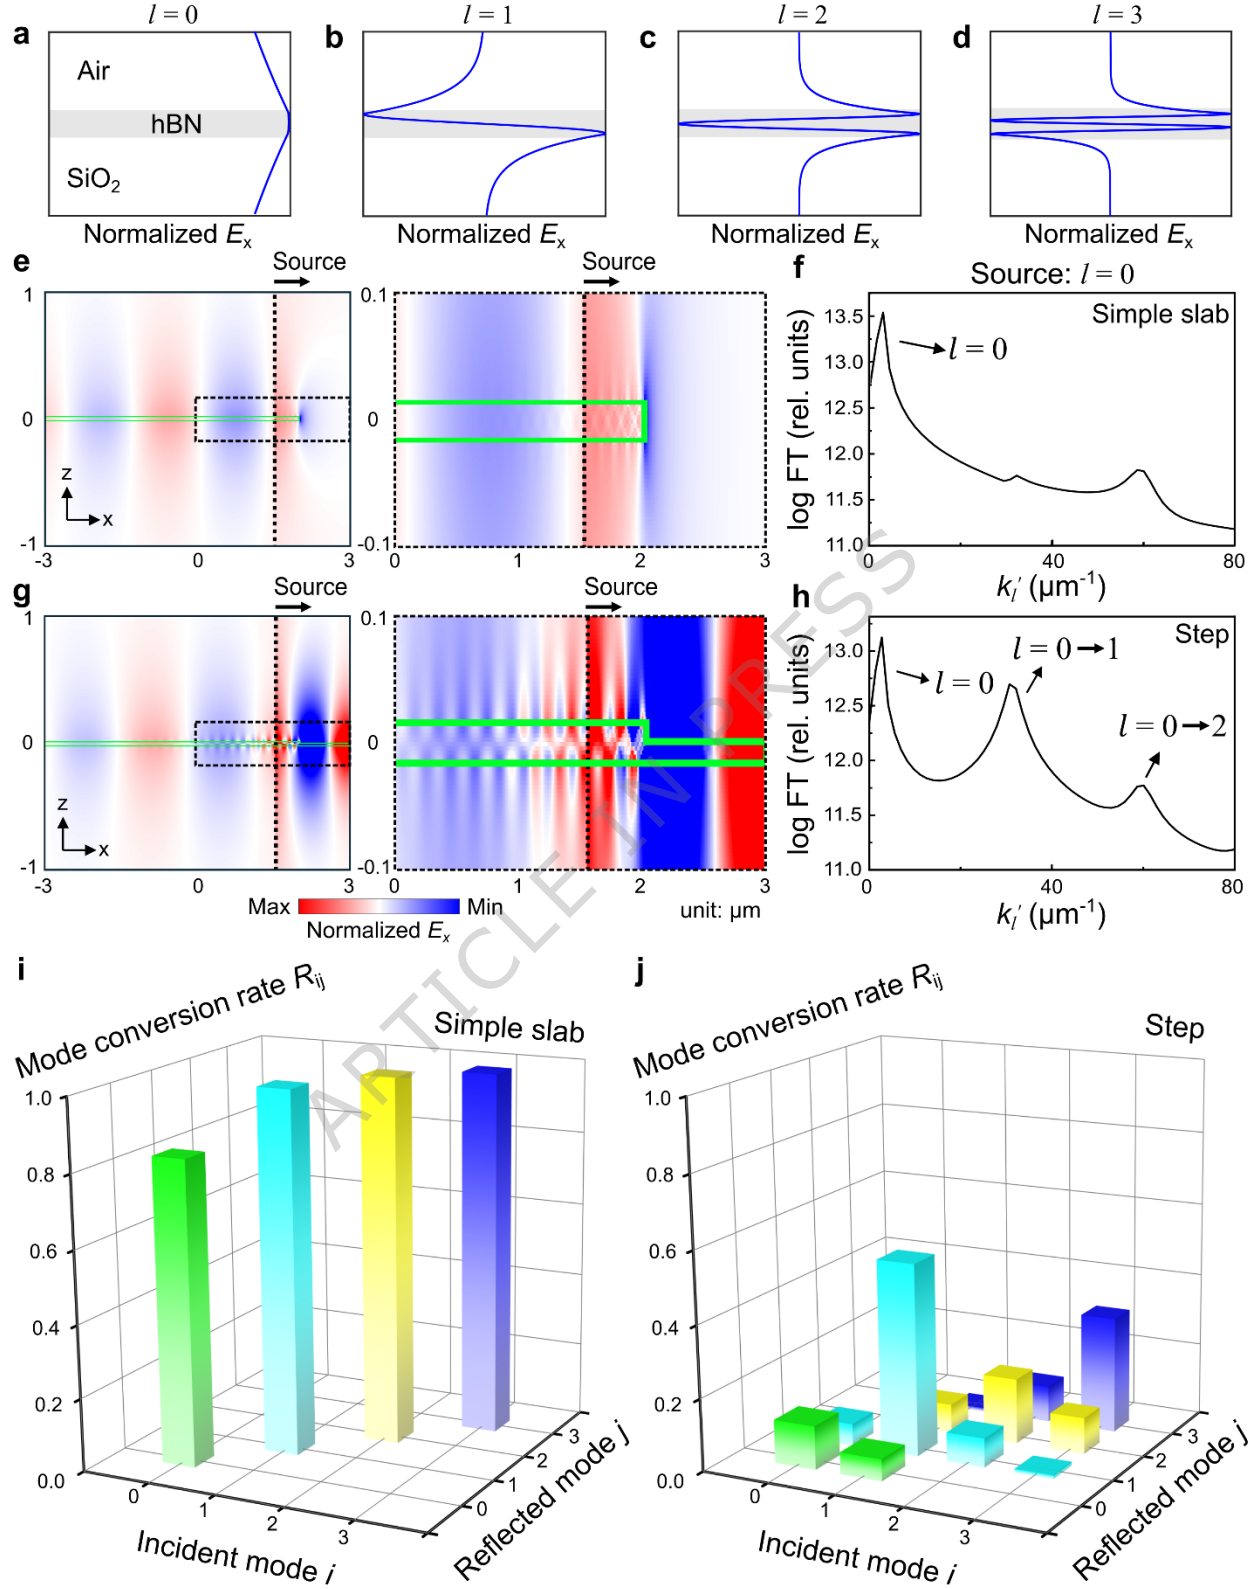 a
l = 0
b
l = 1
c
l = 2
d
l = 3
Air
hBN
SiO₂
Normalized Eₓ
Normalized Eₓ
Normalized Eₓ
Normalized Eₓ
e
Source
Source
1
0
-1
z
x
-3
0
3
0.1
0
-0.1
0
1
2
3
f
Source: l = 0
Simple slab
l = 0
log FT (rel. units)
13.5
13.0
12.5
12.0
11.5
11.0
0
40
80
kₗ′ (µm⁻¹)
g
Source
Source
1
0
-1
z
x
-3
0
3
0.1
0
-0.1
0
1
2
3
Max
Min
Normalized Eₓ
unit: µm
h
Step
l = 0
l = 0→1
l = 0→2
log FT (rel. units)
13.0
12.5
12.0
11.5
11.0
0
40
80
kₗ′ (µm⁻¹)
i
Mode conversion rate Rᵢⱼ
Simple slab
1.0
0.8
0.6
0.4
0.2
0.0
0
1
2
3
Incident mode i
0
1
2
3
Reflected mode j
j
Mode conversion rate Rᵢⱼ
Step
1.0
0.8
0.6
0.4
0.2
0.0
0
1
2
3
Incident mode i
0
1
2
3
Reflected mode j
ARTICLE IN PRESS